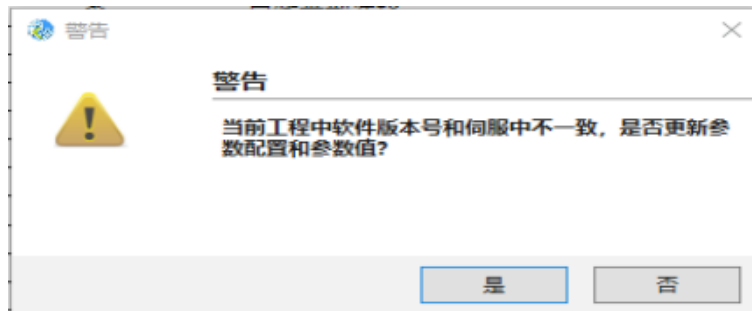 警告
警告
当前工程中软件版本号和伺服中不一致，是否更新参
数配置和参数值?
是
否